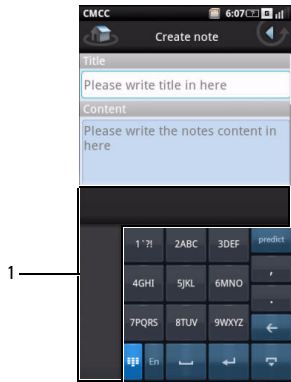 CMCC 6:07 G
Create note
Title
Please write title in here
Content
Please write the notes content in
here
1`?! 2ABC 3DEF predict
4GHI 5JKL 6MNO ,
.
7PQRS 8TUV 9WXYZ
En
1